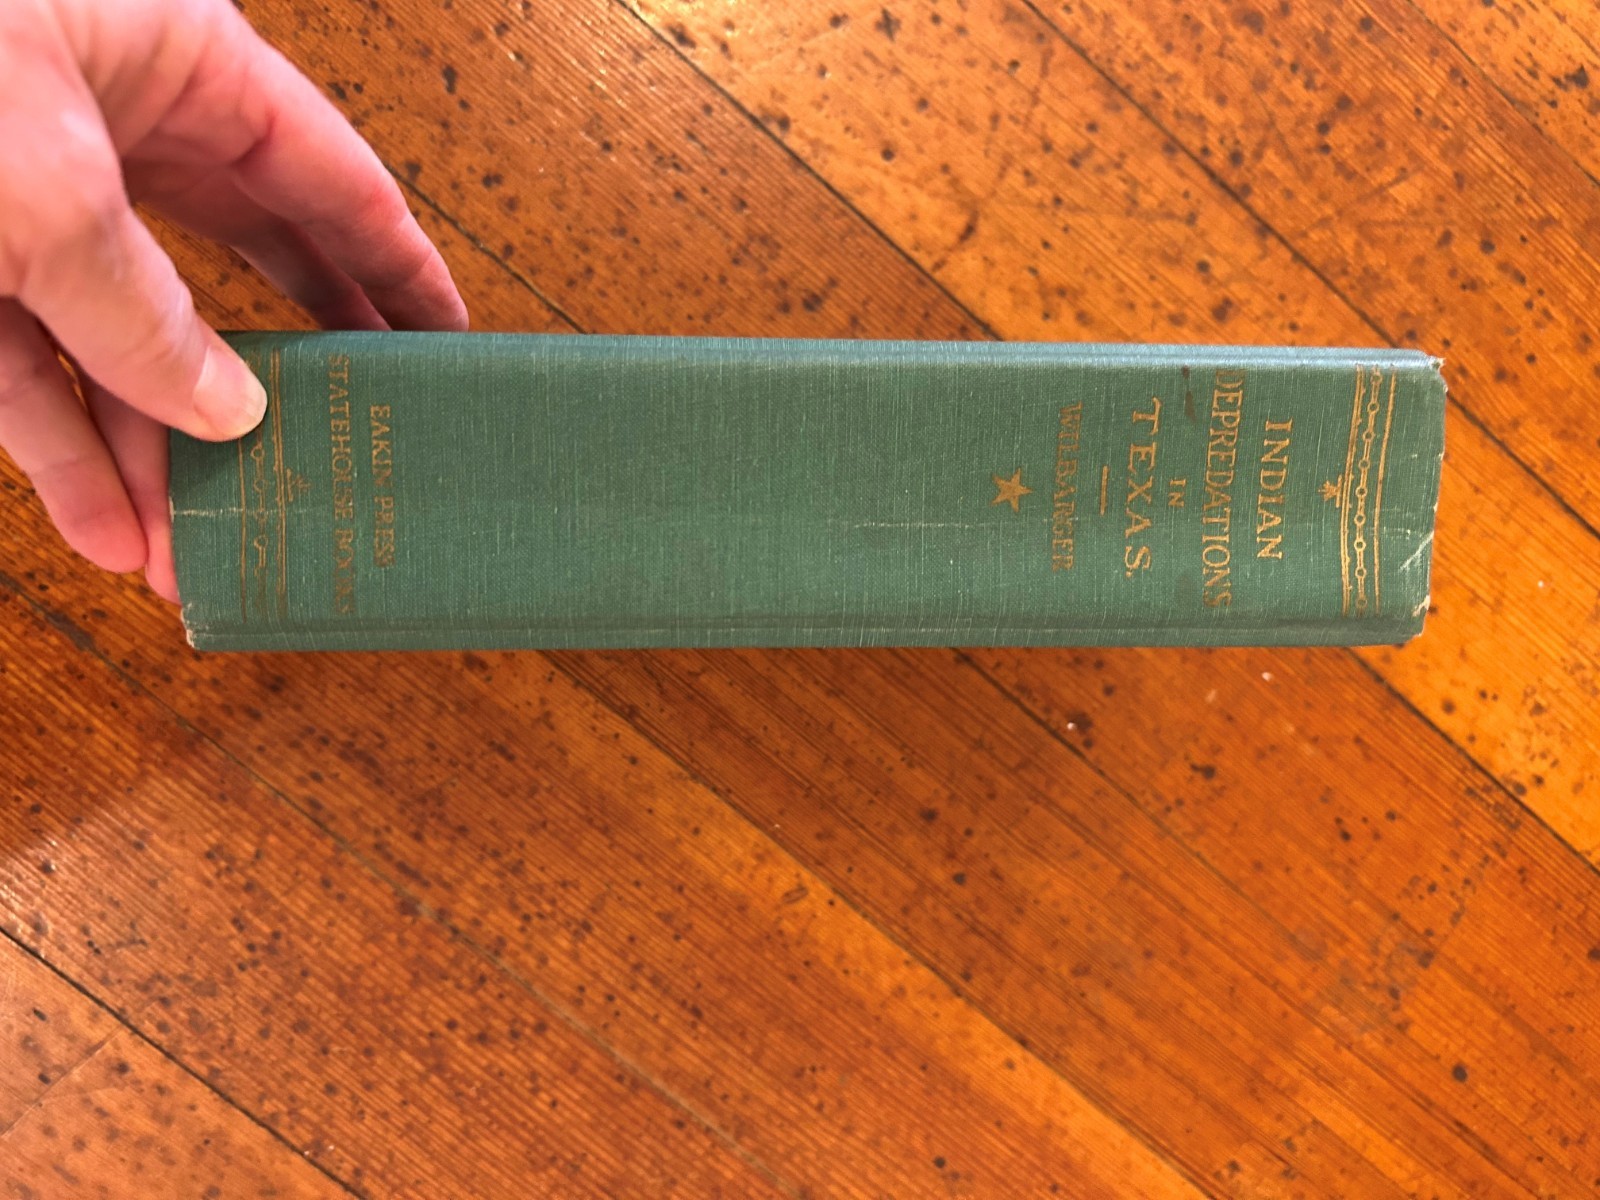 INDIAN
DEPREDATIONS
IN
TEXAS.
WILBARGER
EAKIN PRESS
STATEHOUSE BOOKS